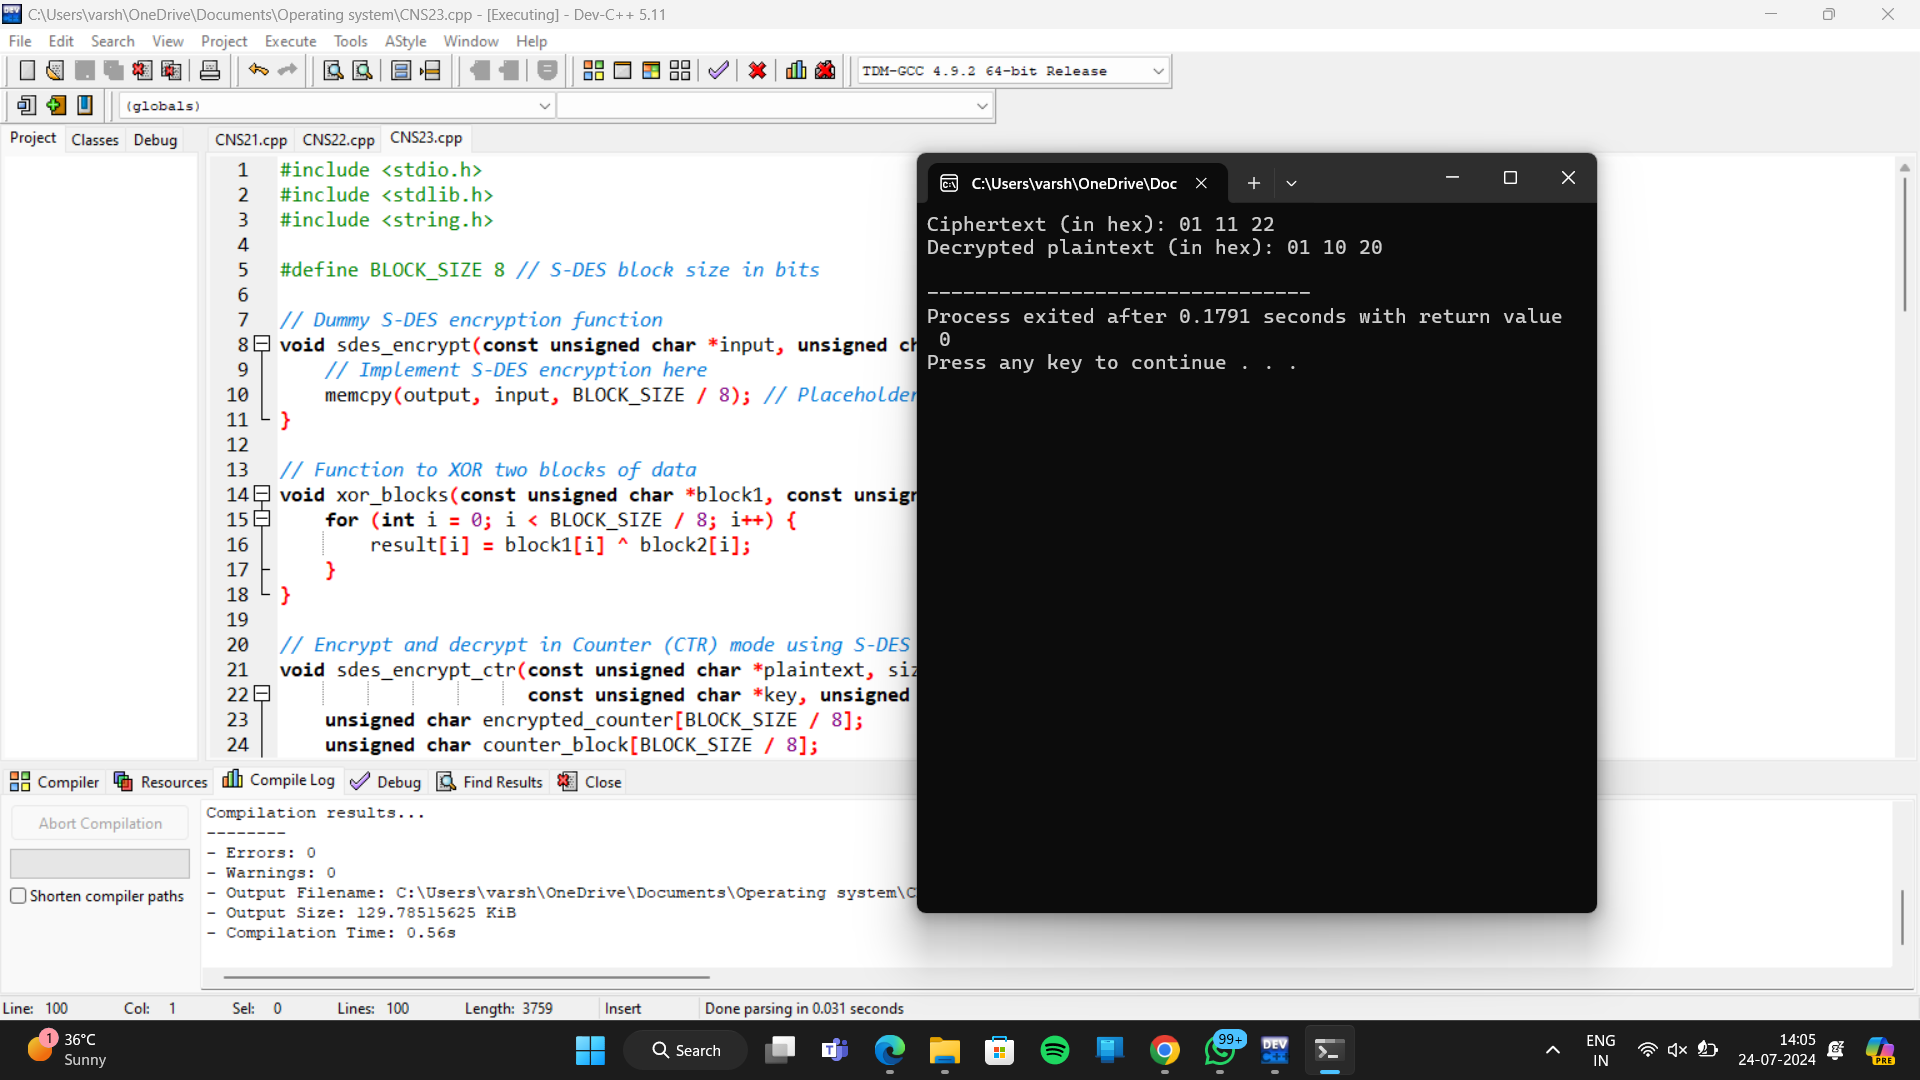 C:\Users\varsh\OneDrive\Documents\Operating system\CNS23.cpp - [Executing] - Dev-C++ 5.11
File Edit Search View Project Execute Tools AStyle Window Help
TDM-GCC 4.9.2 64-bit Release
(globals)
Project Classes Debug
CNS21.cpp CNS22.cpp CNS23.cpp
1 #include <stdio.h>
2 #include <stdlib.h>
3 #include <string.h>
4
5 #define BLOCK_SIZE 8 // S-DES block size in bits
6
7 // Dummy S-DES encryption function
8 void sdes_encrypt(const unsigned char *input, unsigned ch
9 // Implement S-DES encryption here
10 memcpy(output, input, BLOCK_SIZE / 8); // Placeholder
11 }
12
13 // Function to XOR two blocks of data
14 void xor_blocks(const unsigned char *block1, const unsign
15 for (int i = 0; i < BLOCK_SIZE / 8; i++) {
16 result[i] = block1[i] ^ block2[i];
17 }
18 }
19
20 // Encrypt and decrypt in Counter (CTR) mode using S-DES
21 void sdes_encrypt_ctr(const unsigned char *plaintext, siz
22 const unsigned char *key, unsigned
23 unsigned char encrypted_counter[BLOCK_SIZE / 8];
24 unsigned char counter_block[BLOCK_SIZE / 8];
C:\Users\varsh\OneDrive\Doc
Ciphertext (in hex): 01 11 22
Decrypted plaintext (in hex): 01 10 20
--------------------------------
Process exited after 0.1791 seconds with return value
0
Press any key to continue . . .
Compiler Resources Compile Log Debug Find Results Close
Abort Compilation
Shorten compiler paths
Compilation results...
--------
- Errors: 0
- Warnings: 0
- Output Filename: C:\Users\varsh\OneDrive\Documents\Operating system\C
- Output Size: 129.78515625 KiB
- Compilation Time: 0.56s
Line: 100 Col: 1 Sel: 0 Lines: 100 Length: 3759 Insert Done parsing in 0.031 seconds
1
36°C
Sunny
Search
99+
DEV
C++
ENG
IN
14:05
24-07-2024
PRE